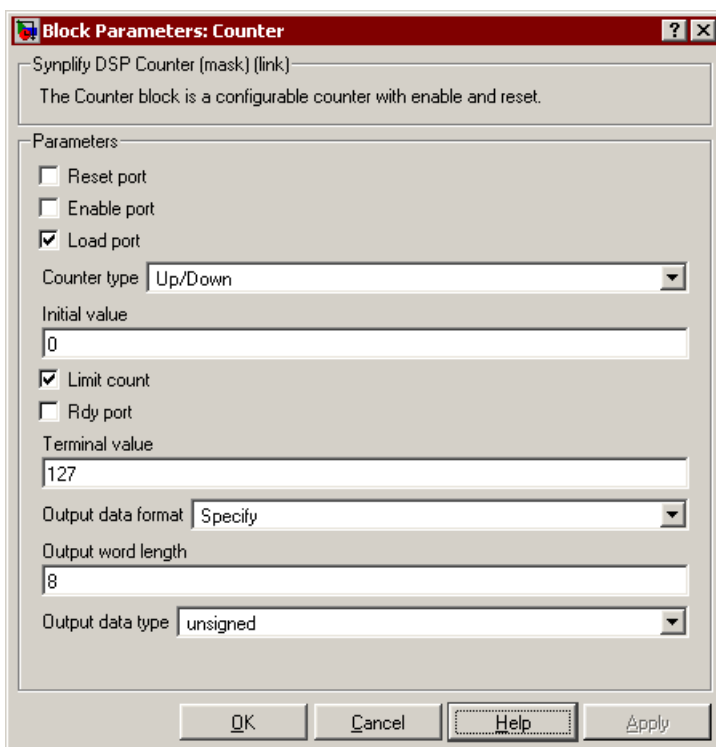 Block Parameters: Counter
Synplify DSP Counter (mask) (link)
The Counter block is a configurable counter with enable and reset.
Parameters
Reset port
Enable port
Load port
Counter type Up/Down
Initial value
0
Limit count
Rdy port
Terminal value
127
Output data format Specify
Output word length
8
Output data type unsigned
OK Cancel Help Apply